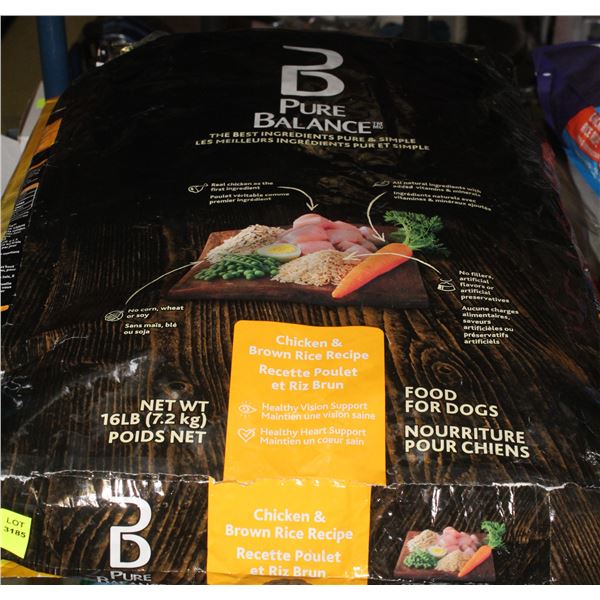 B
PURE
BALANCE TM MC
THE BEST INGREDIENTS PURE & SIMPLE
LES MEILLEURS INGRÉDIENTS PUR ET SIMPLE
Real chicken as the
first ingredient
Poulet véritable comme
premier ingrédient
All natural ingredients with
added vitamins & minerals
Ingrédients naturels avec
vitamines & minéraux ajoutés
No corn, wheat
or soy
Sans maïs, blé
ou soja
No fillers,
artificial
flavors or
artificial
preservatives
Aucune charges
alimentaires,
saveurs
artificielles ou
préservatifs
artificiels
Chicken &
Brown Rice Recipe
Recette Poulet
et Riz Brun
Healthy Vision Support
Maintien une vision saine
Healthy Heart Support
Maintien un coeur sain
NET WT
16LB (7.2 kg)
POIDS NET
FOOD
FOR DOGS
NOURRITURE
POUR CHIENS
LOT
3185
B
PURE
BALANCE
Chicken &
Brown Rice Recipe
Recette Poulet
et Riz Brun